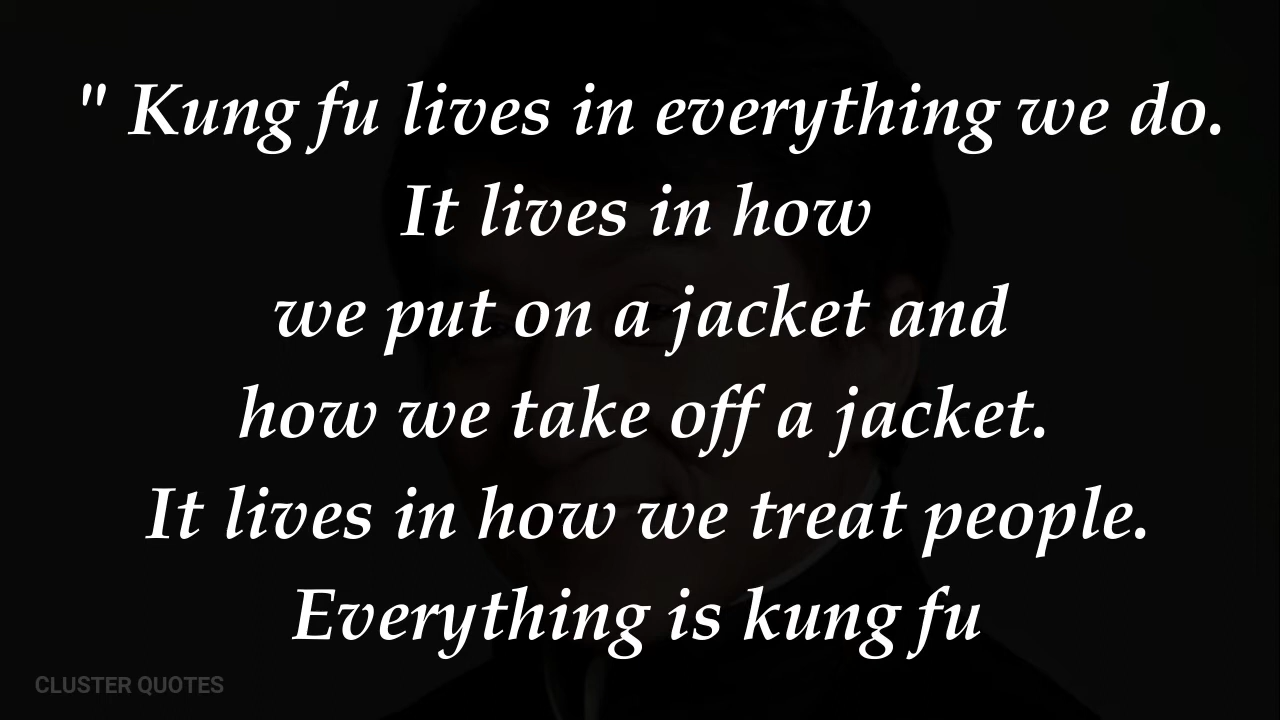 " Kung fu lives in everything we do.
It lives in how
we put on a jacket and
how we take off a jacket.
It lives in how we treat people.
Everything is kung fu
CLUSTER QUOTES